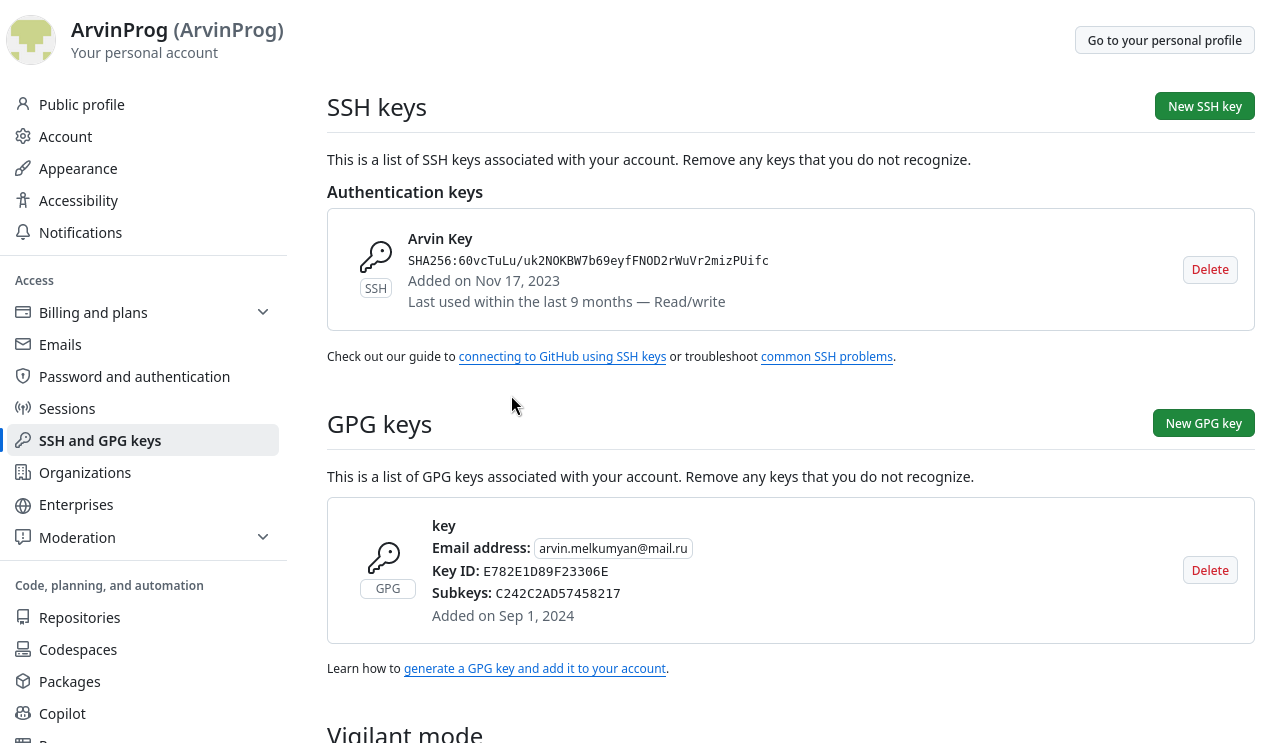 ArvinProg (ArvinProg)
Your personal account
Go to your personal profile
Public profile
Account
Appearance
Accessibility
Notifications
Access
Billing and plans
Emails
Password and authentication
Sessions
SSH and GPG keys
Organizations
Enterprises
Moderation
Code, planning, and automation
Repositories
Codespaces
Packages
Copilot
SSH keys
New SSH key
This is a list of SSH keys associated with your account. Remove any keys that you do not recognize.
Authentication keys
Arvin Key
SHA256:60vcTuLu/uk2NOKBW7b69eyfFNOD2rWuVr2mizPUifc
Added on Nov 17, 2023
Last used within the last 9 months — Read/write
SSH
Delete
Check out our guide to connecting to GitHub using SSH keys or troubleshoot common SSH problems.
GPG keys
New GPG key
This is a list of GPG keys associated with your account. Remove any keys that you do not recognize.
key
Email address: arvin.melkumyan@mail.ru
Key ID: E782E1D89F23306E
Subkeys: C242C2AD57458217
Added on Sep 1, 2024
GPG
Delete
Learn how to generate a GPG key and add it to your account.
Vigilant mode